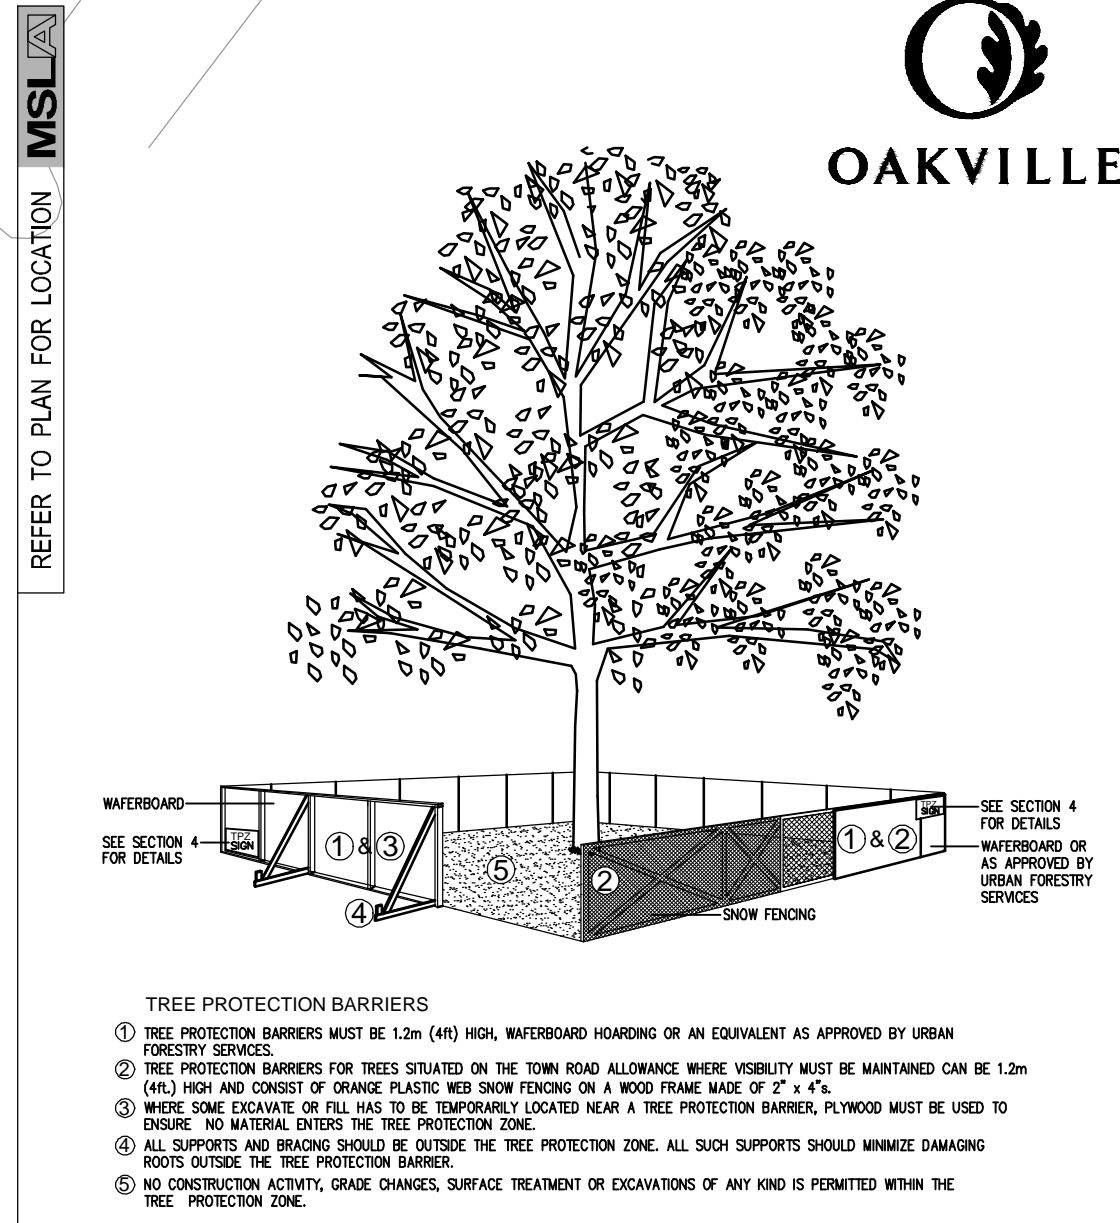 MSLA
REFER TO PLAN FOR LOCATION
OAKVILLE
WAFERBOARD
SEE SECTION 4
FOR DETAILS
TPZ
SIGN
1 & 3
4
5
2
1 & 2
TPZ
SIGN
SEE SECTION 4
FOR DETAILS
WAFERBOARD OR
AS APPROVED BY
URBAN FORESTRY
SERVICES
SNOW FENCING
TREE PROTECTION BARRIERS
1 TREE PROTECTION BARRIERS MUST BE 1.2m (4ft) HIGH, WAFERBOARD HOARDING OR AN EQUIVALENT AS APPROVED BY URBAN
FORESTRY SERVICES.
2 TREE PROTECTION BARRIERS FOR TREES SITUATED ON THE TOWN ROAD ALLOWANCE WHERE VISIBILITY MUST BE MAINTAINED CAN BE 1.2m
(4ft.) HIGH AND CONSIST OF ORANGE PLASTIC WEB SNOW FENCING ON A WOOD FRAME MADE OF 2" x 4"s.
3 WHERE SOME EXCAVATE OR FILL HAS TO BE TEMPORARILY LOCATED NEAR A TREE PROTECTION BARRIER, PLYWOOD MUST BE USED TO
ENSURE NO MATERIAL ENTERS THE TREE PROTECTION ZONE.
4 ALL SUPPORTS AND BRACING SHOULD BE OUTSIDE THE TREE PROTECTION ZONE. ALL SUCH SUPPORTS SHOULD MINIMIZE DAMAGING
ROOTS OUTSIDE THE TREE PROTECTION BARRIER.
5 NO CONSTRUCTION ACTIVITY, GRADE CHANGES, SURFACE TREATMENT OR EXCAVATIONS OF ANY KIND IS PERMITTED WITHIN THE
TREE PROTECTION ZONE.